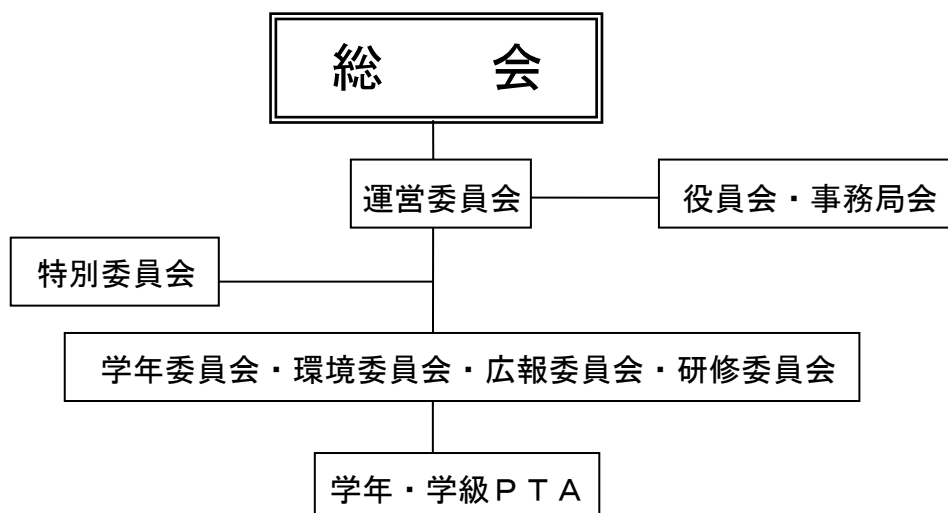 総　　会
運営委員会
役員会・事務局会
特別委員会
学年委員会・環境委員会・広報委員会・研修委員会
学年・学級ＰＴＡ